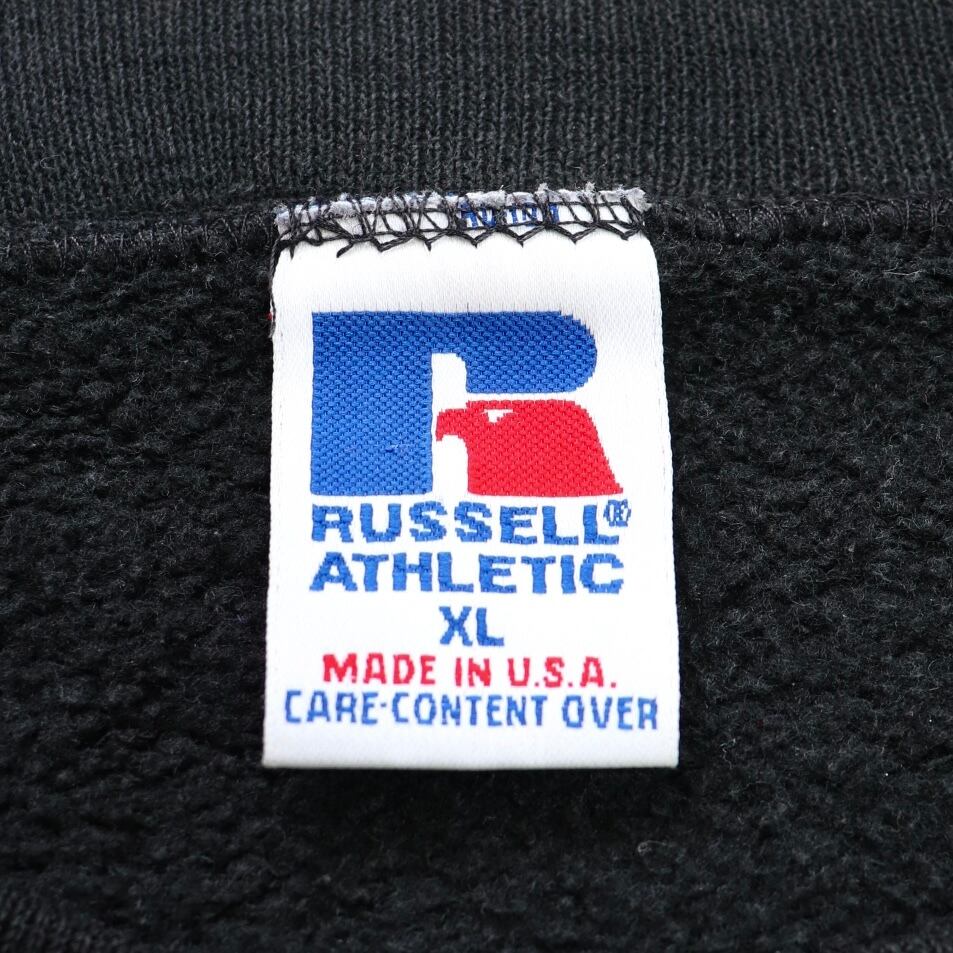 RUSSELL®
ATHLETIC
XL
MADE IN U.S.A.
CARE-CONTENT OVER